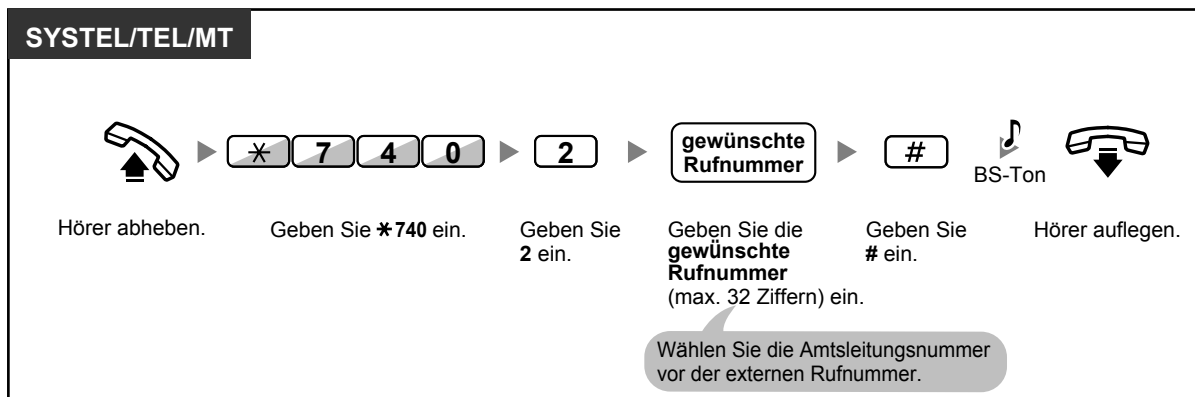 SYSTEL/TEL/MT
✳ 7 4 0
2
gewünschte
Rufnummer
#
BS-Ton
Hörer abheben.
Geben Sie ✳740 ein.
Geben Sie
2 ein.
Geben Sie die
gewünschte
Rufnummer
(max. 32 Ziffern) ein.
Geben Sie
# ein.
Hörer auflegen.
Wählen Sie die Amtsleitungsnummer
vor der externen Rufnummer.